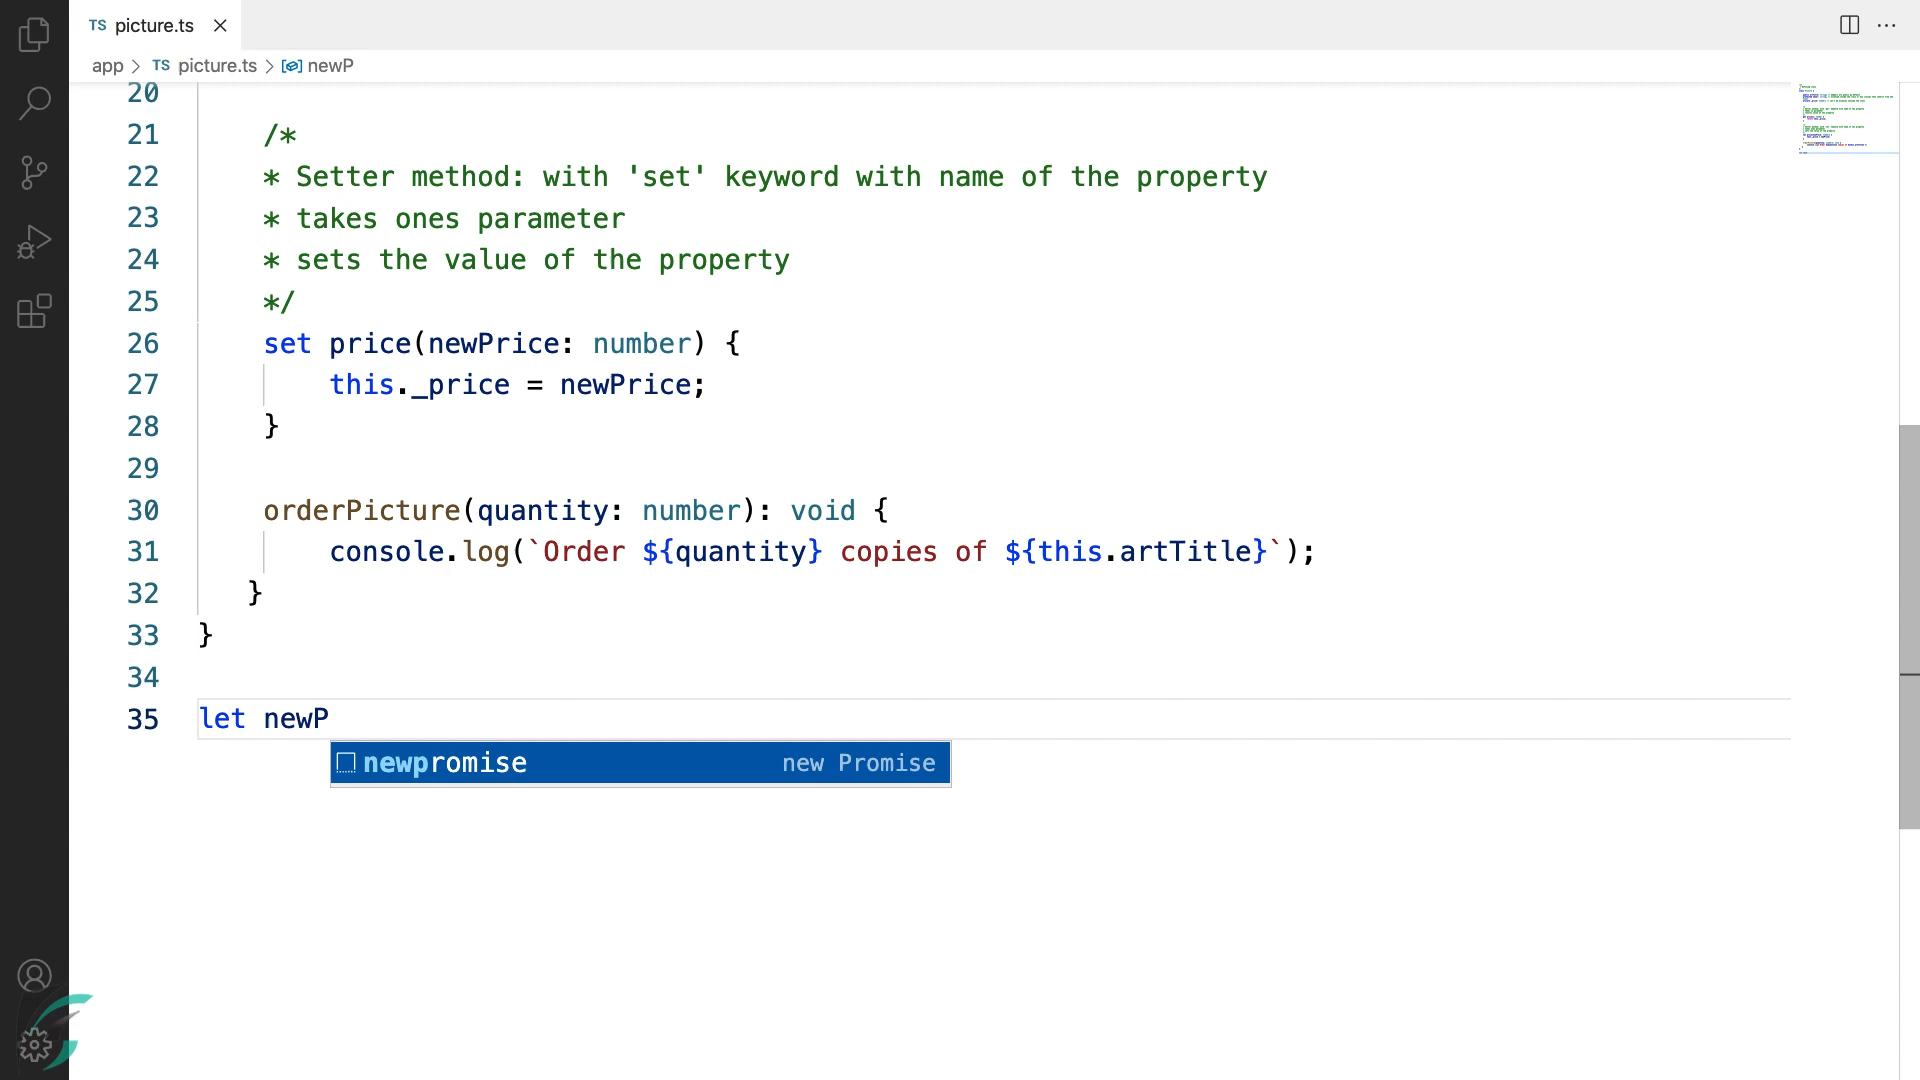 TS picture.ts
app > TS picture.ts > newP
20
21 /*
22 * Setter method: with 'set' keyword with name of the property
23 * takes ones parameter
24 * sets the value of the property
25 */
26 set price(newPrice: number) {
27 this._price = newPrice;
28 }
29
30 orderPicture(quantity: number): void {
31 console.log(`Order ${quantity} copies of ${this.artTitle}`);
32 }
33 }
34
35 let newP
newpromise new Promise